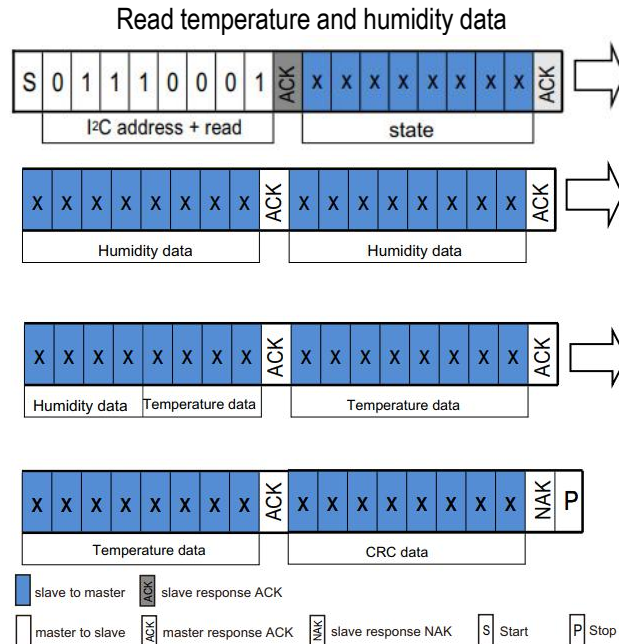 Read temperature and humidity data
S 0 1 1 1 0 0 0 1 ACK X X X X X X X X ACK
I²C address + read state
X X X X X X X X ACK X X X X X X X X ACK
Humidity data Humidity data
X X X X X X X X ACK X X X X X X X X ACK
Humidity data Temperature data Temperature data
X X X X X X X X ACK X X X X X X X X NAK P
Temperature data CRC data
slave to master ACK slave response ACK
master to slave ACK master response ACK NAK slave response NAK S Start P Stop